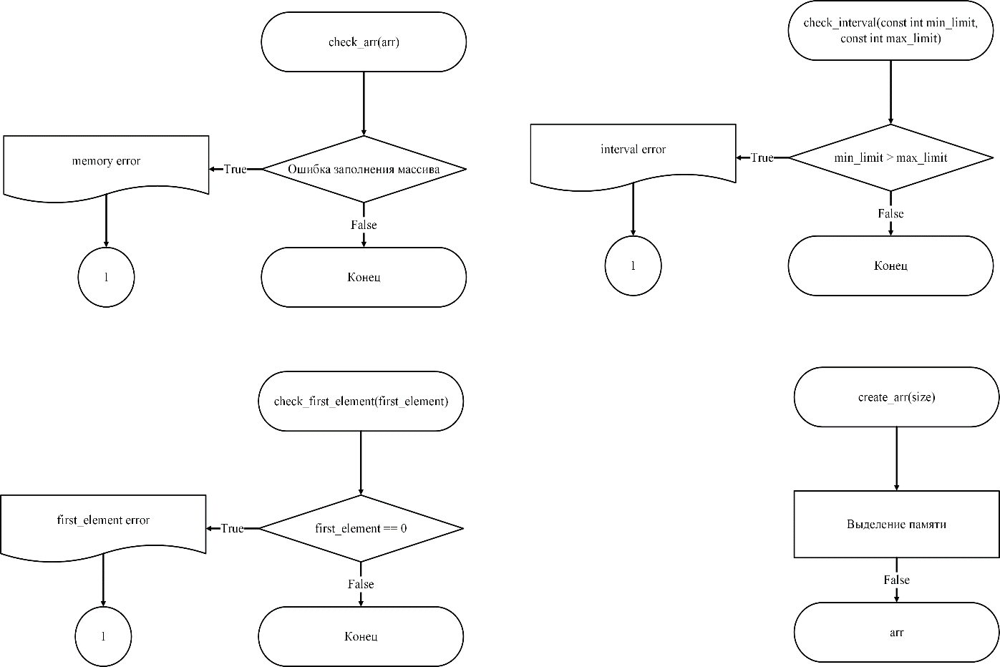 check_arr(arr)
memory error
True
Ошибка заполнения массива
False
1
Конец
check_interval(const int min_limit,
const int max_limit)
interval error
True
min_limit > max_limit
False
1
Конец
check_first_element(first_element)
first_element error
True
first_element == 0
False
1
Конец
create_arr(size)
Выделение памяти
False
arr